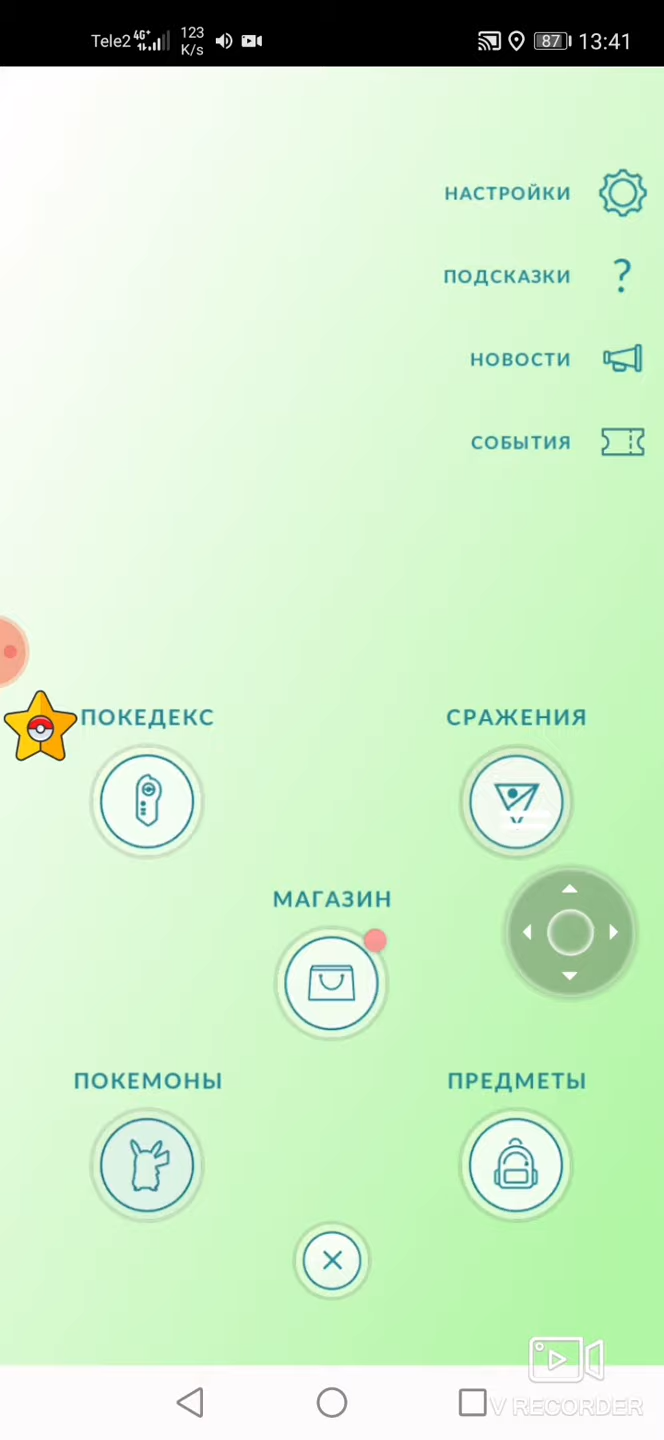 Tele2 4G+ 123 K/s 87 13:41
НАСТРОЙКИ
ПОДСКАЗКИ
?
НОВОСТИ
СОБЫТИЯ
ПОКЕДЕКС
СРАЖЕНИЯ
МАГАЗИН
ПОКЕМОНЫ
ПРЕДМЕТЫ
V RECORDER